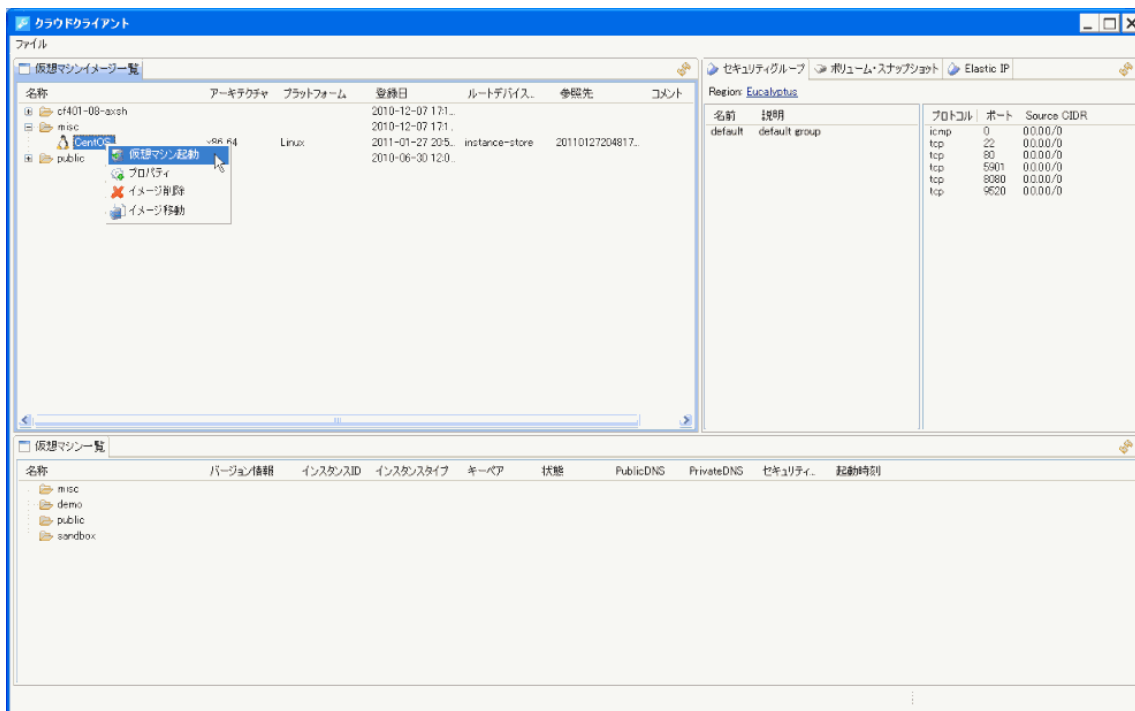 クラウドクライアント
ファイル
仮想マシンイメージ一覧
名称 アーキテクチャ プラットフォーム 登録日 ルートデバイス... 参照先 コメント
cf401-08-axsh 2010-12-07 17:1...
misc 2010-12-07 17:1...
CentOS x86_64 Linux 2011-01-27 20:5... instance-store 20110127204817...
public 2010-06-30 12:0...
仮想マシン起動
プロパティ
イメージ削除
イメージ移動
セキュリティグループ ボリューム・スナップショット Elastic IP
Region: Eucalyptus
名前 説明
default default group
プロトコル ポート Source CIDR
icmp 0 0.0.0.0/0
tcp 22 0.0.0.0/0
tcp 80 0.0.0.0/0
tcp 5901 0.0.0.0/0
tcp 8080 0.0.0.0/0
tcp 9520 0.0.0.0/0
仮想マシン一覧
名称 バージョン情報 インスタンスID インスタンスタイプ キーペア 状態 PublicDNS PrivateDNS セキュリティ... 起動時刻
misc
demo
public
sandbox